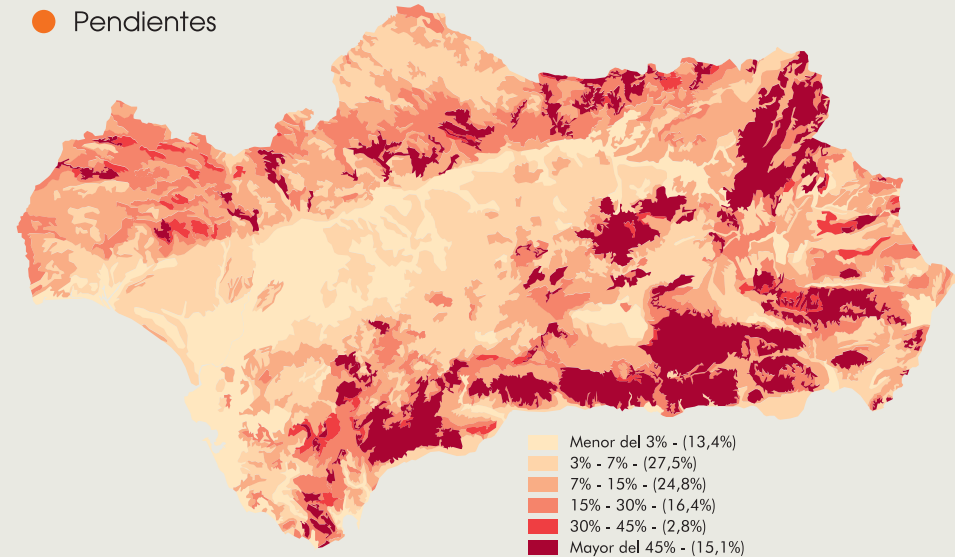 Pendientes
Menor del 3% - (13,4%)
3% - 7% - (27,5%)
7% - 15% - (24,8%)
15% - 30% - (16,4%)
30% - 45% - (2,8%)
Mayor del 45% - (15,1%)